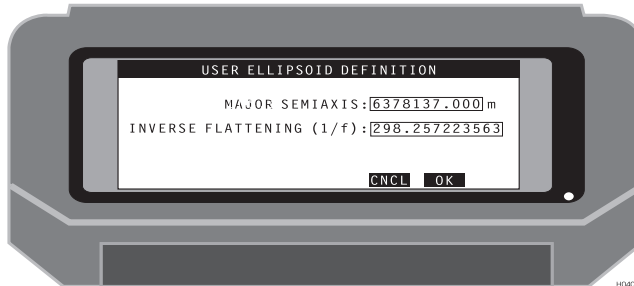 USER ELLIPSOID DEFINITION
MAJOR SEMIAXIS: 6378137.000 m
INVERSE FLATTENING (1/f): 298.257223563
CNCL OK